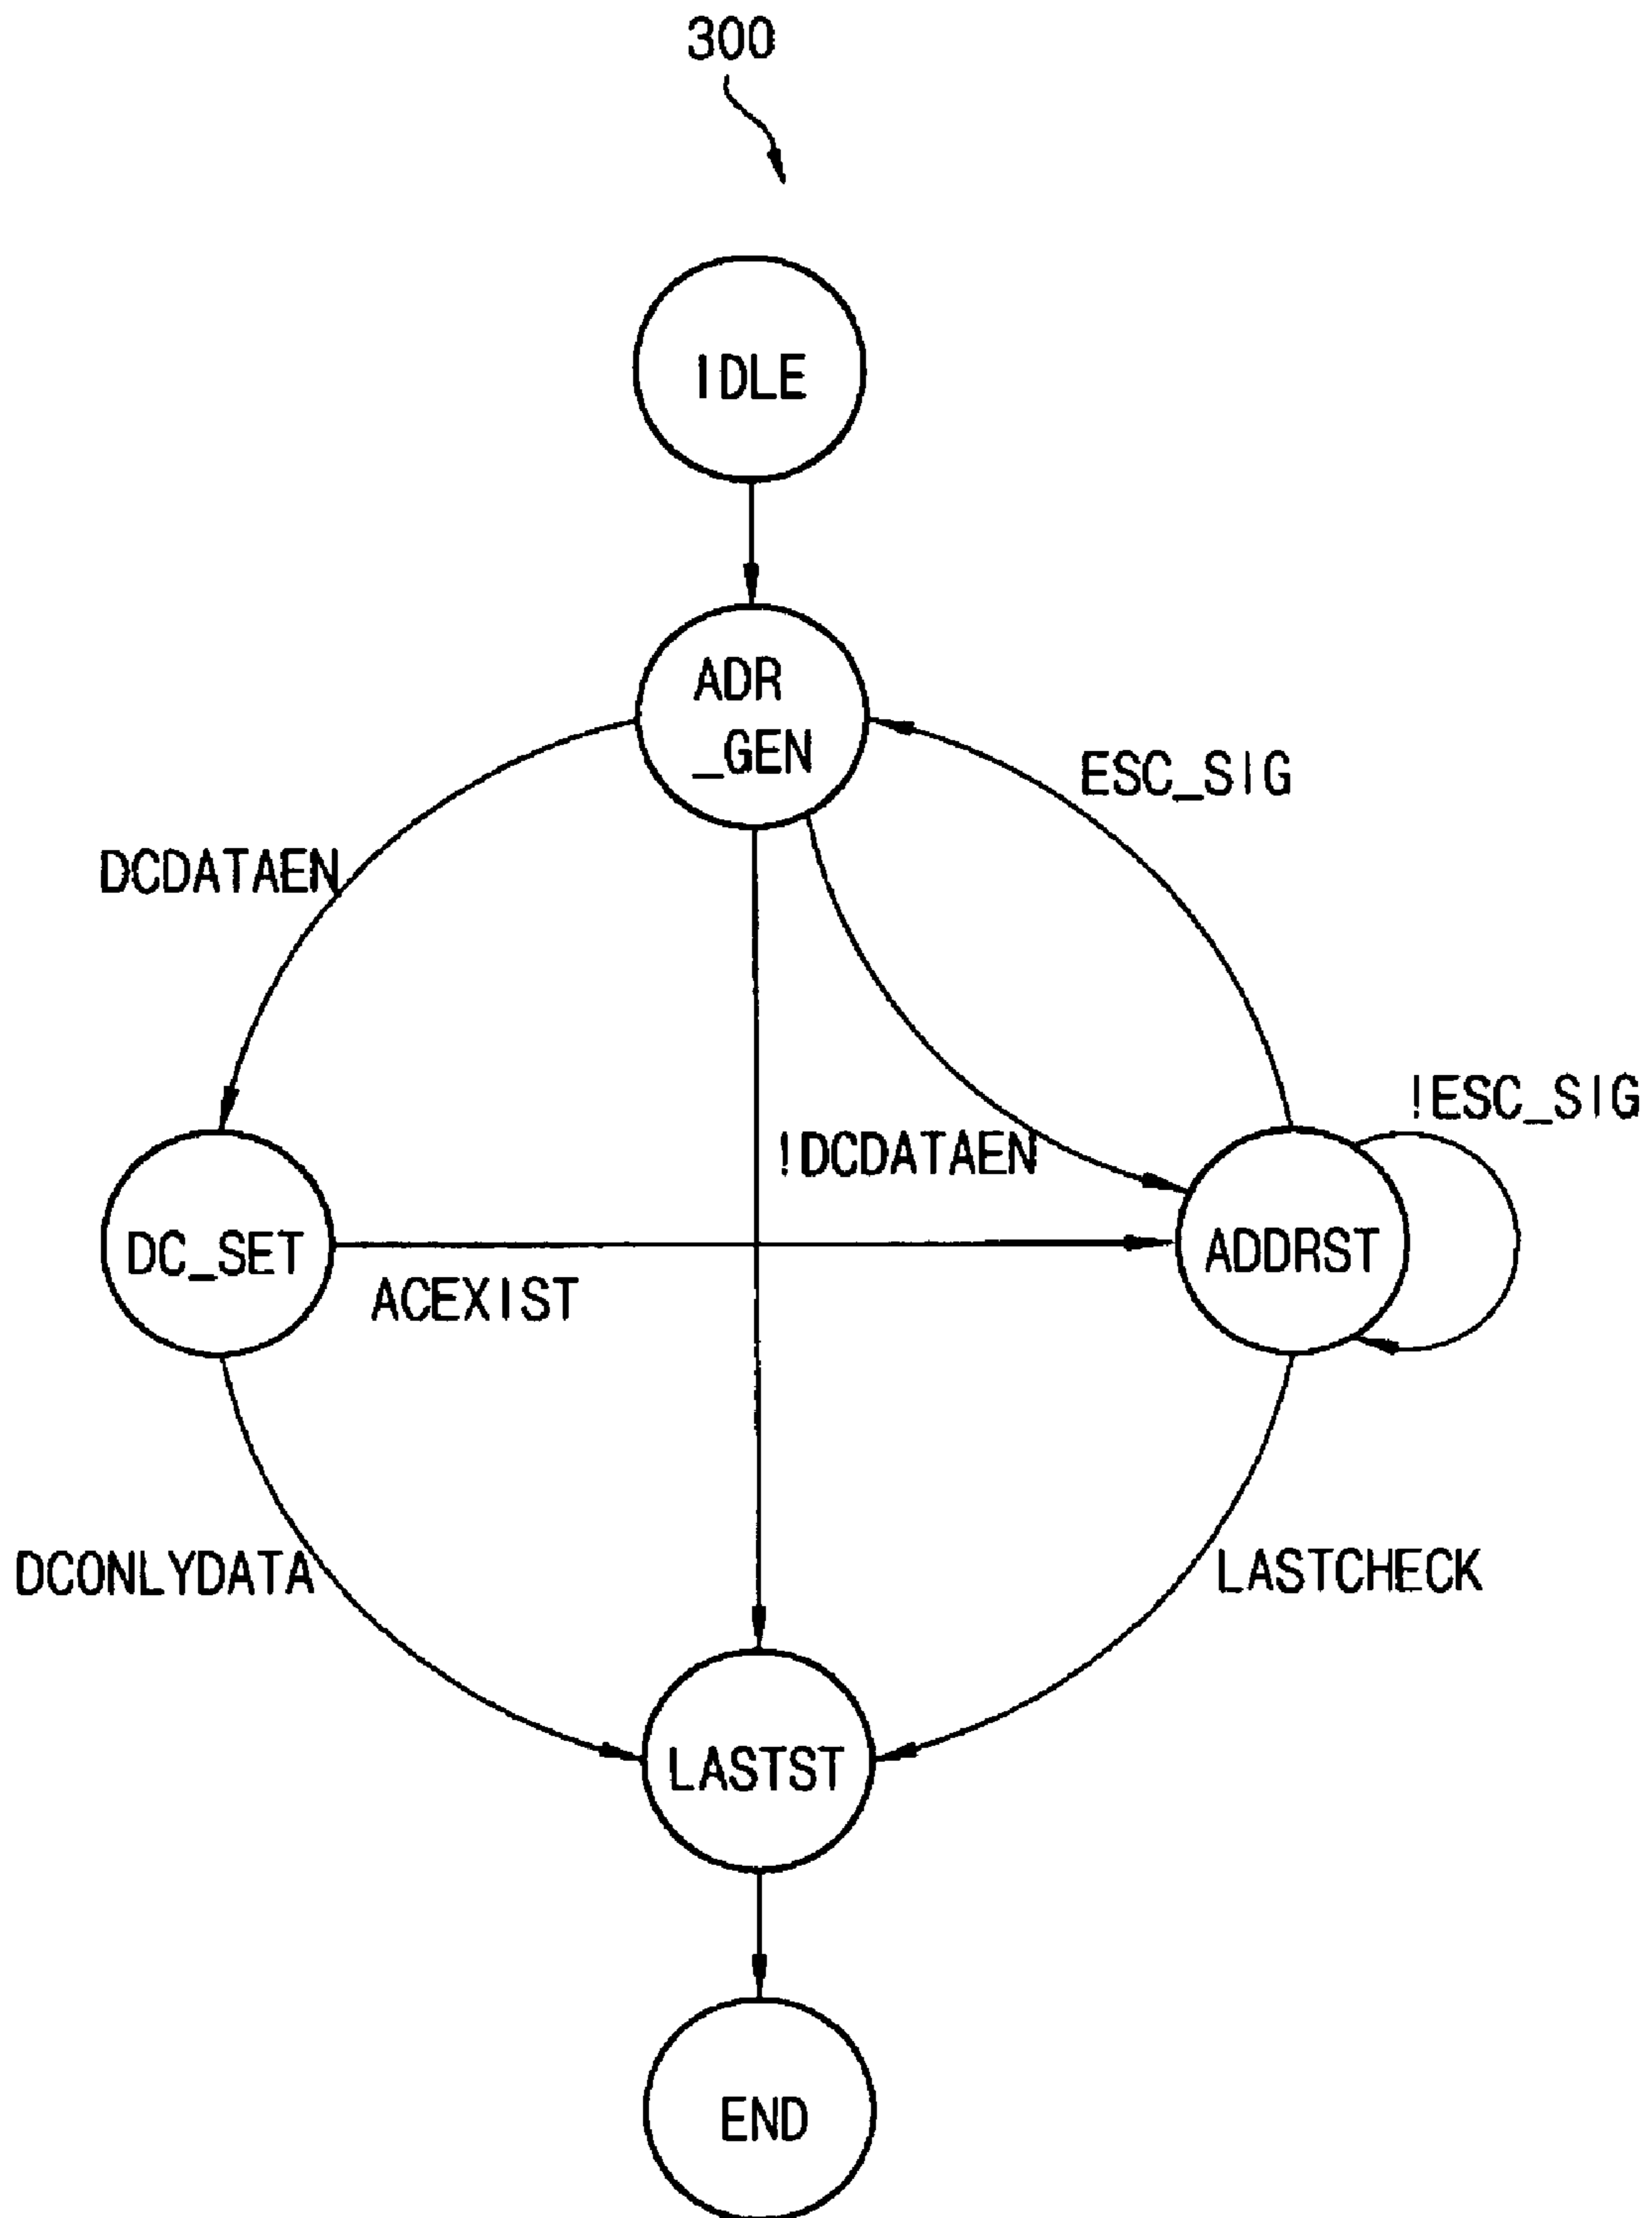 300
IDLE
ADR
_GEN
ESC_SIG
DCDATAEN
!ESC_SIG
!DCDATAEN
DC_SET
ADDRST
ACEXIST
DCONLYDATA
LASTCHECK
LASTST
END